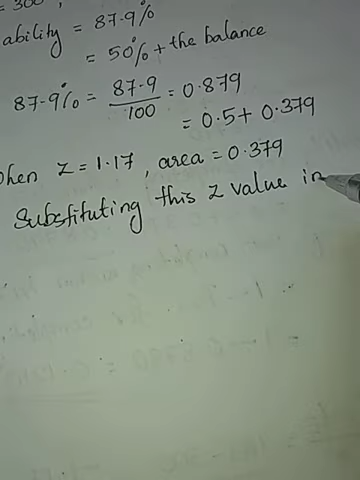 = 300,
ability = 87.9%
= 50% + the balance
87.9% = 87.9/100 = 0.879
= 0.5 + 0.379
hen Z = 1.17, area = 0.379
Substituting this Z value in